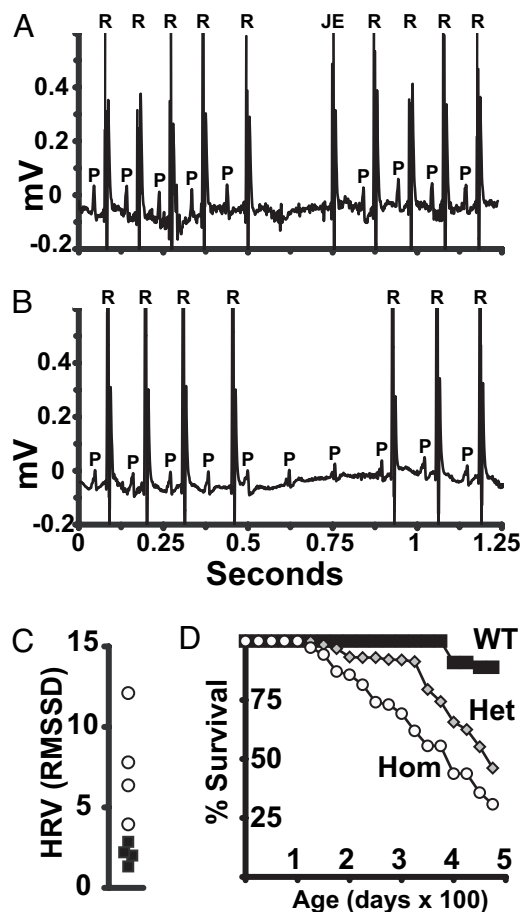 A
R R R R R JE R R R R
0.4
0.2
0
-0.2
mV
P P P P P P P P P
B
R R R R R R R
0.4
0.2
0
-0.2
mV
P P P P P P P P P P
0 0.25 0.5 0.75 1 1.25
Seconds
C
15
10
5
0
HRV (RMSSD)
D
WT
Het
Hom
75
50
25
% Survival
1 2 3 4 5
Age (days x 100)